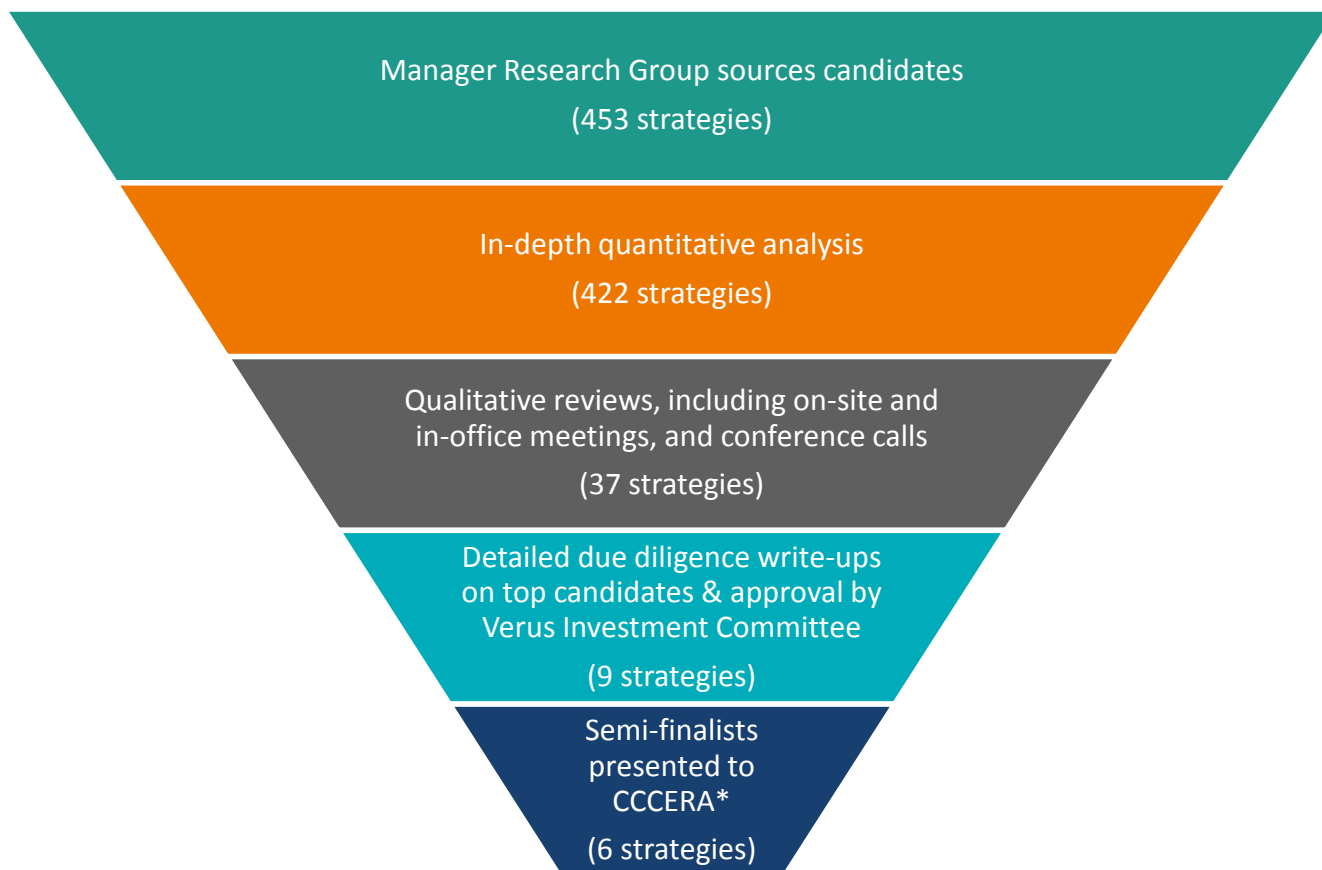 Manager Research Group sources candidates
(453 strategies)
In-depth quantitative analysis
(422 strategies)
Qualitative reviews, including on-site and
in-office meetings, and conference calls
(37 strategies)
Detailed due diligence write-ups
on top candidates & approval by
Verus Investment Committee
(9 strategies)
Semi-finalists
presented to
CCCERA*
(6 strategies)